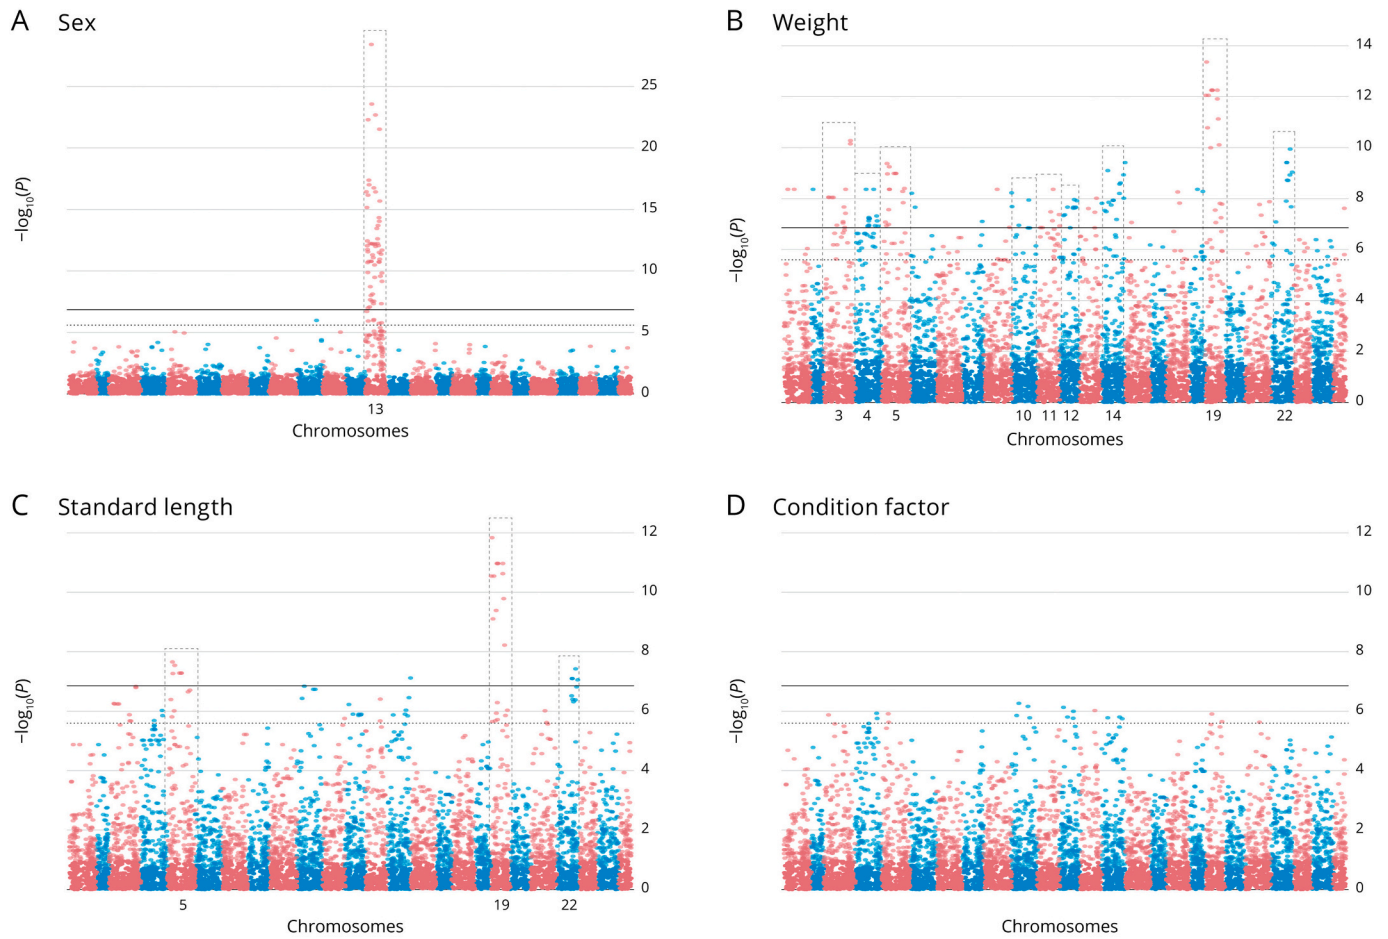 A Sex
25
20
15
10
5
0
−log10(P)
13
Chromosomes
B Weight
14
12
10
8
6
4
2
0
−log10(P)
3 4 5 10 11 12 14 19 22
Chromosomes
C Standard length
12
10
8
6
4
2
0
−log10(P)
5 19 22
Chromosomes
D Condition factor
12
10
8
6
4
2
0
−log10(P)
Chromosomes